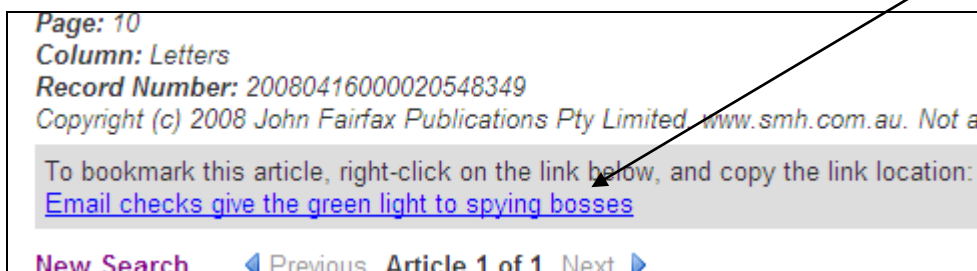 Page: 10
Column: Letters
Record Number: 20080416000020548349
Copyright (c) 2008 John Fairfax Publications Pty Limited, www.smh.com.au. Not a
To bookmark this article, right-click on the link below, and copy the link location:
Email checks give the green light to spying bosses
New Search Previous Article 1 of 1 Next